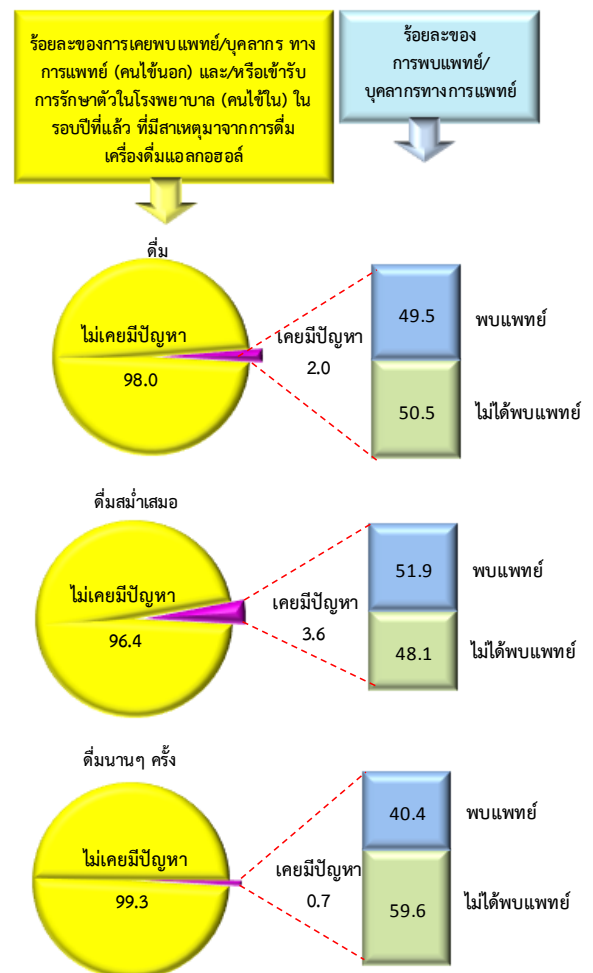 ร้อยละของการเคยพบแพทย์/บุคลากร ทาง
การแพทย์ (คนไข้นอก) และ/หรือเข้ารับ
การรักษาตัวในโรงพยาบาล (คนไข้ใน) ใน
รอบปีที่แล้ว ที่มีสาเหตุมาจากการดื่ม
เครื่องดื่มแอลกอฮอล์
ร้อยละของ
การพบแพทย์/
บุคลากรทางการแพทย์
ดื่ม
ไม่เคยมีปัญหา
98.0
เคยมีปัญหา
2.0
49.5
พบแพทย์
50.5
ไม่ได้พบแพทย์
ดื่มสม่ำเสมอ
ไม่เคยมีปัญหา
96.4
เคยมีปัญหา
3.6
51.9
พบแพทย์
48.1
ไม่ได้พบแพทย์
ดื่มนานๆ ครั้ง
ไม่เคยมีปัญหา
99.3
เคยมีปัญหา
0.7
40.4
พบแพทย์
59.6
ไม่ได้พบแพทย์